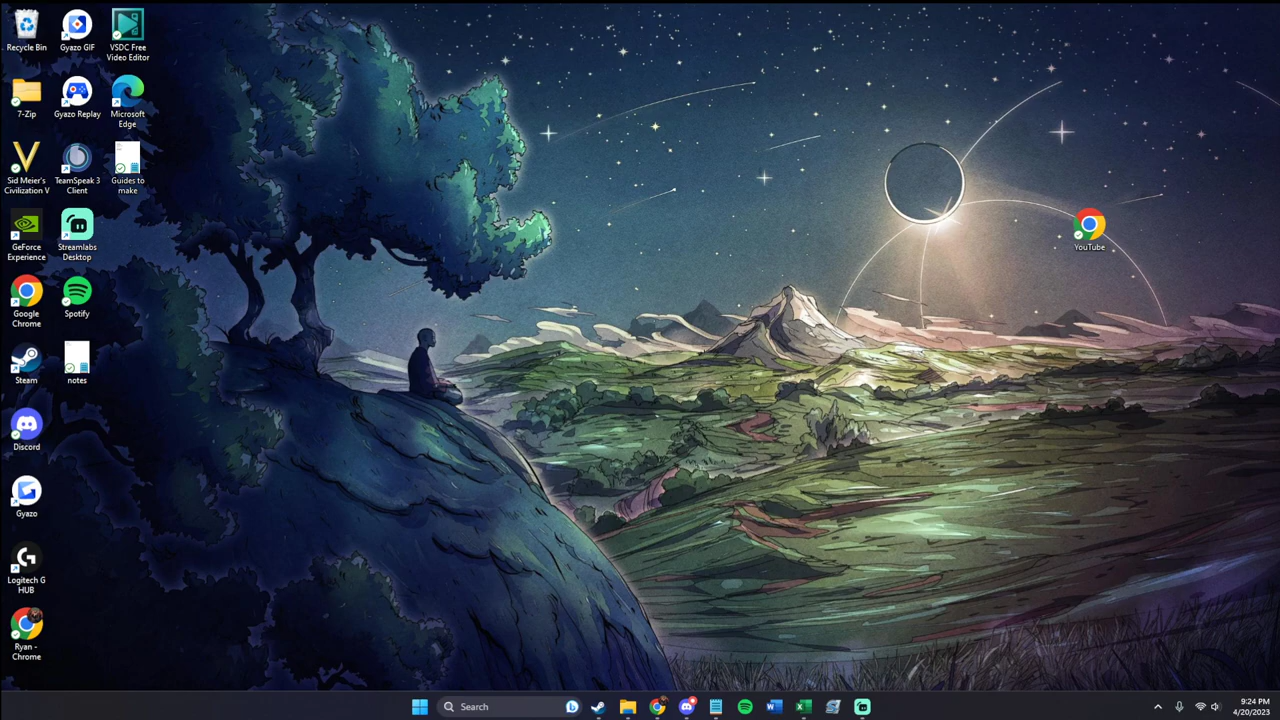 Recycle Bin
Gyazo GIF
VSDC Free
Video Editor
7-Zip
Gyazo Replay
Microsoft
Edge
Sid Meier's
Civilization V
TeamSpeak 3
Client
Guides to
make
GeForce
Experience
Streamlabs
Desktop
YouTube
Google
Chrome
Spotify
Steam
notes
Discord
Gyazo
Logitech G
HUB
Ryan -
Chrome
Search
9:24 PM
4/20/2023